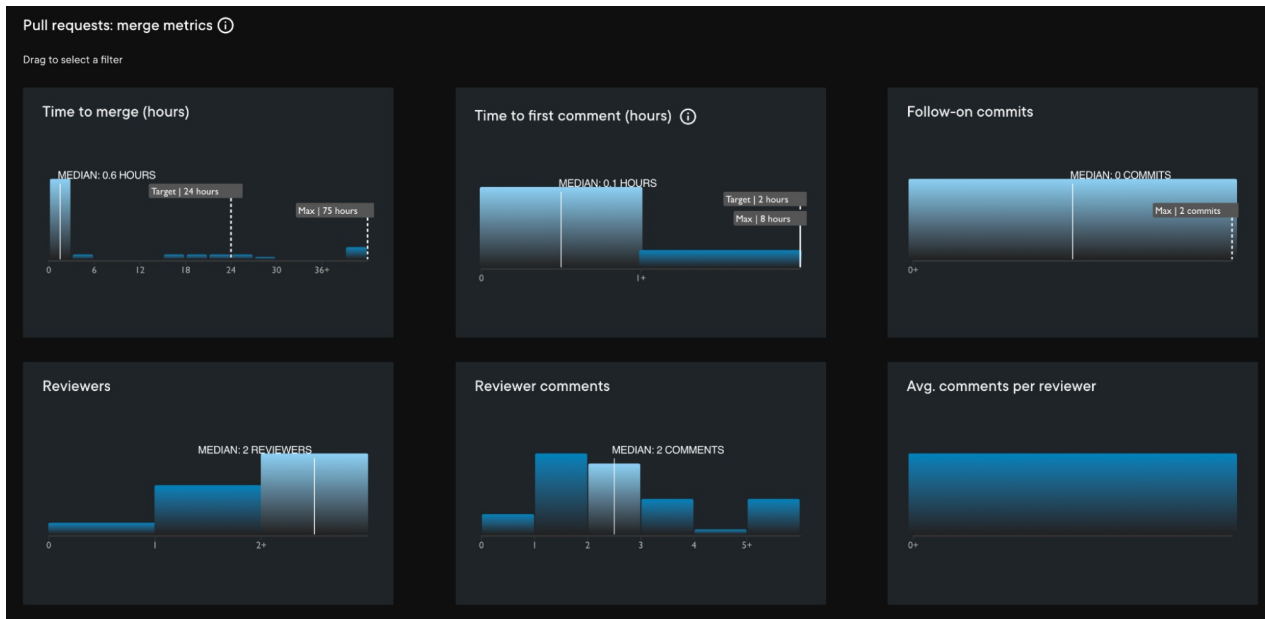 Pull requests: merge metrics
Drag to select a filter
Time to merge (hours)
MEDIAN: 0.6 HOURS
Target | 24 hours
Max | 75 hours
0 6 12 18 24 30 36+
Time to first comment (hours)
MEDIAN: 0.1 HOURS
Target | 2 hours
Max | 8 hours
0 1+
Follow-on commits
MEDIAN: 0 COMMITS
Max | 2 commits
0+
Reviewers
MEDIAN: 2 REVIEWERS
0 1 2+
Reviewer comments
MEDIAN: 2 COMMENTS
0 1 2 3 4 5+
Avg. comments per reviewer
0+